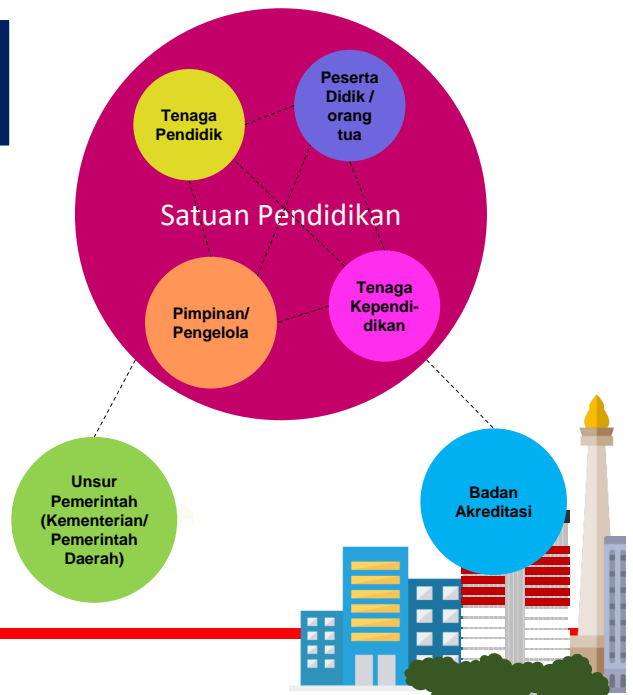 Peserta
Didik /
orang
tua
Tenaga
Pendidik
Satuan Pendidikan
Pimpinan/
Pengelola
Tenaga
Kependi-
dikan
Unsur
Pemerintah
(Kementerian/
Pemerintah
Daerah)
Badan
Akreditasi